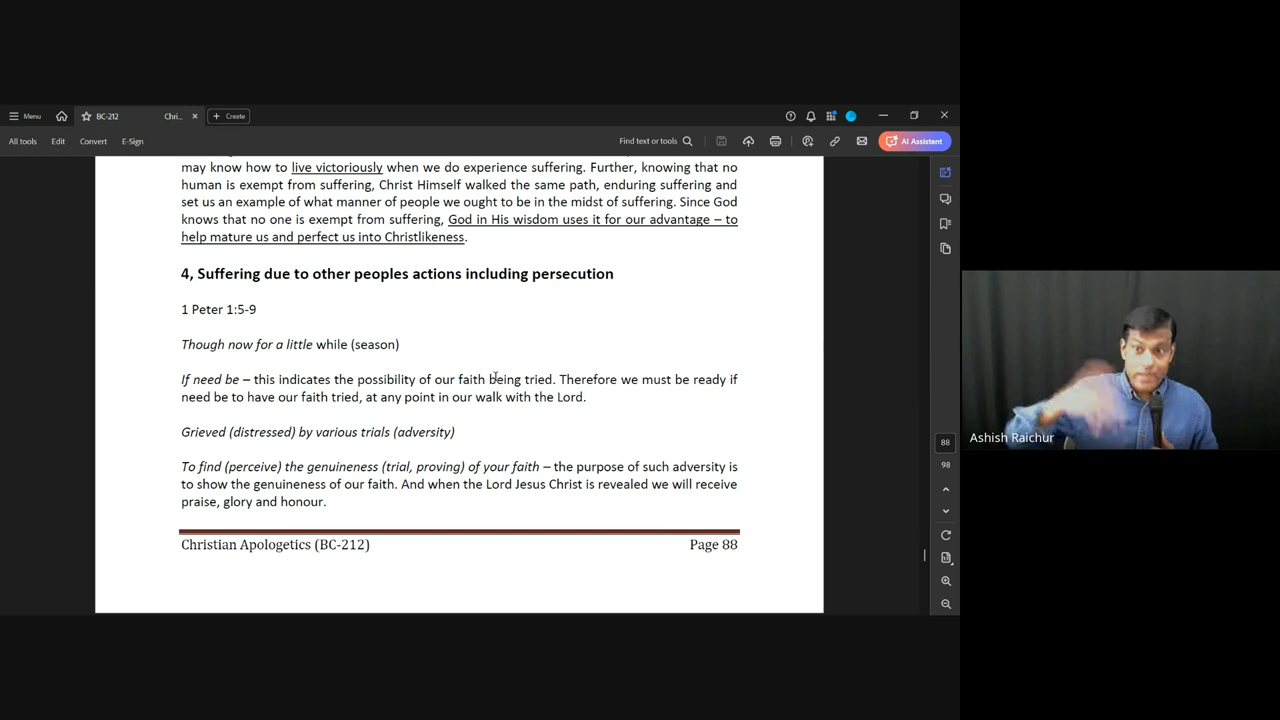 BC-212 Chri...
Create
Menu
All tools
Edit
Convert
E-Sign
Find text or tools
AI Assistant
may know how to live victoriously when we do experience suffering. Further, knowing that no
human is exempt from suffering, Christ Himself walked the same path, enduring suffering and
set us an example of what manner of people we ought to be in the midst of suffering. Since God
knows that no one is exempt from suffering, God in His wisdom uses it for our advantage – to
help mature us and perfect us into Christlikeness.
4, Suffering due to other peoples actions including persecution
1 Peter 1:5-9
Though now for a little while (season)
If need be – this indicates the possibility of our faith being tried. Therefore we must be ready if
need be to have our faith tried, at any point in our walk with the Lord.
Grieved (distressed) by various trials (adversity)
To find (perceive) the genuineness (trial, proving) of your faith – the purpose of such adversity is
to show the genuineness of our faith. And when the Lord Jesus Christ is revealed we will receive
praise, glory and honour.
Christian Apologetics (BC-212) Page 88
88
98
Ashish Raichur